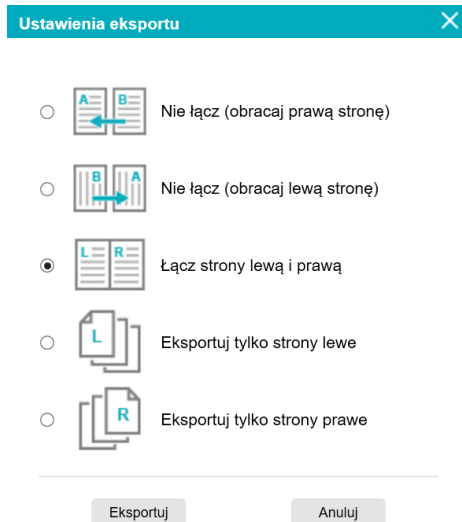 Ustawienia eksportu
A B
Nie łącz (obracaj prawą stronę)
B A
Nie łącz (obracaj lewą stronę)
L R
Łącz strony lewą i prawą
L
Eksportuj tylko strony lewe
R
Eksportuj tylko strony prawe
Eksportuj Anuluj